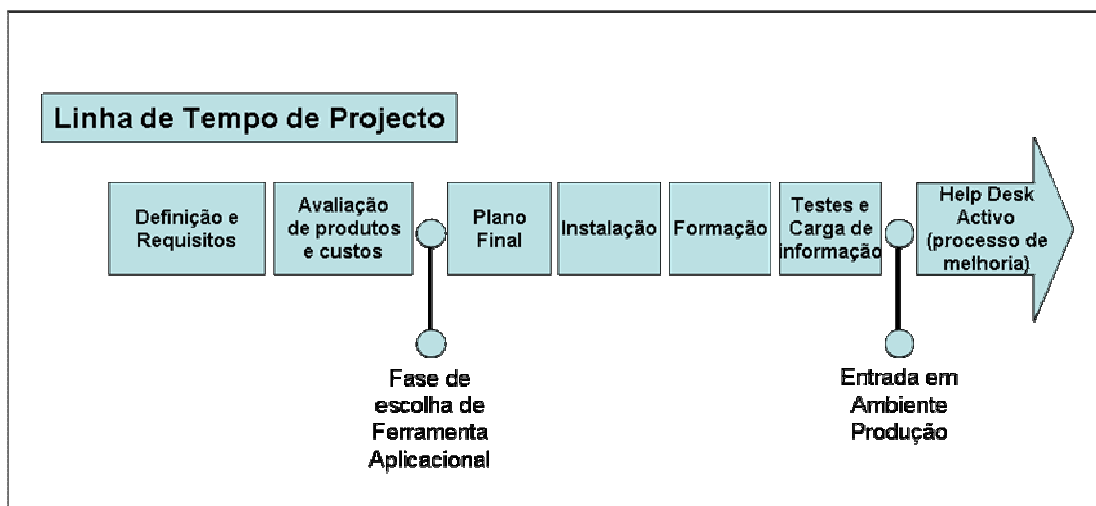 Linha de Tempo de Projecto
Definição e
Requisitos
Avaliação
de produtos
e custos
Plano
Final
Instalação
Formação
Testes e
Carga de
informação
Help Desk
Activo
(processo de
melhoria)
Fase de
escolha de
Ferramenta
Aplicacional
Entrada em
Ambiente
Produção